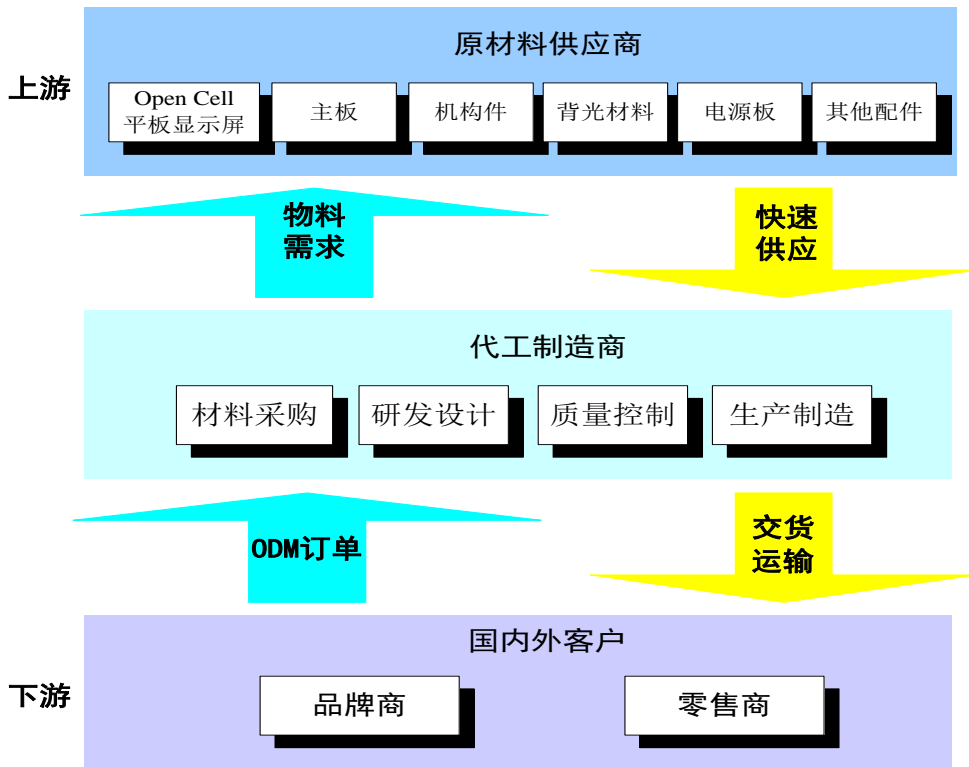 原材料供应商
上游
Open Cell
平板显示屏
主板
机构件
背光材料
电源板
其他配件
物料
需求
快速
供应
代工制造商
材料采购
研发设计
质量控制
生产制造
ODM订单
交货
运输
国内外客户
下游
品牌商
零售商